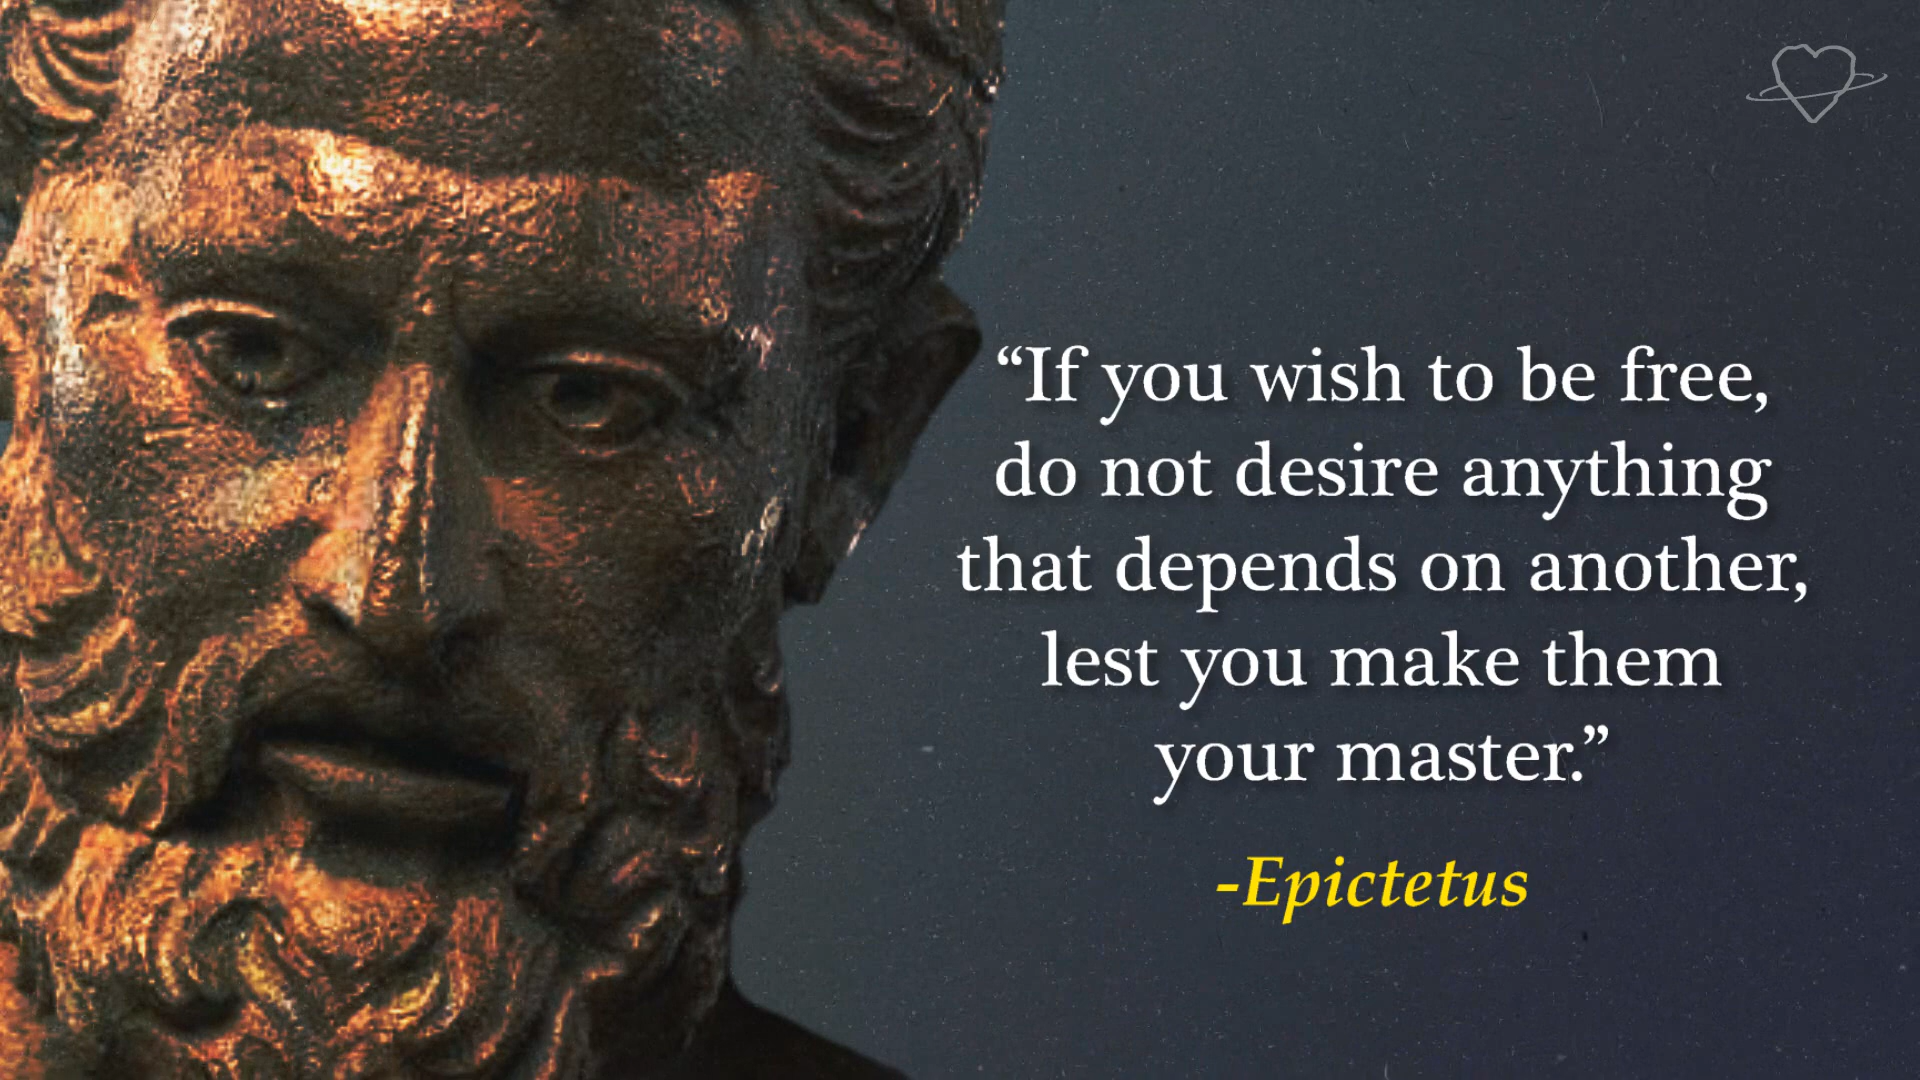 “If you wish to be free,
do not desire anything
that depends on another,
lest you make them
your master.”
-Epictetus